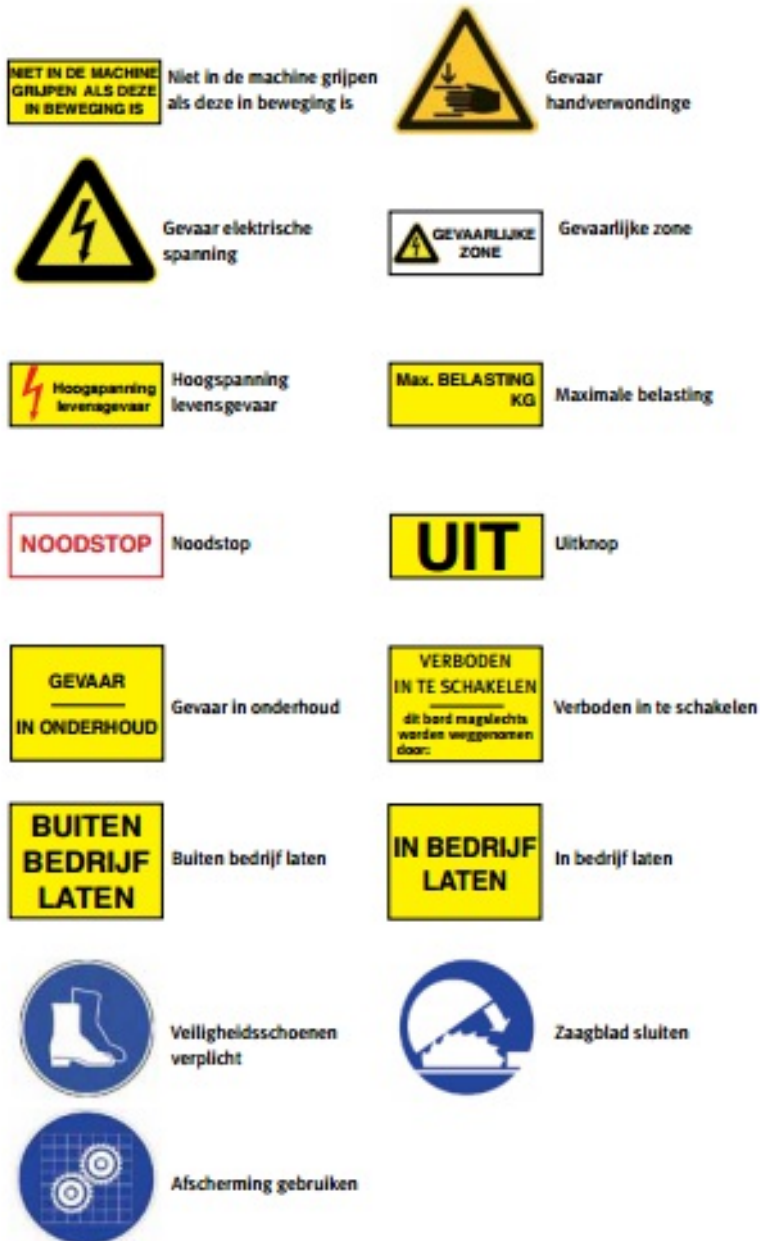 NIET IN DE MACHINE
GRIJPEN ALS DEZE
IN BEWEGING IS
Niet in de machine grijpen
als deze in beweging is
Gevaar
handverwondinge
Gevaar elektrische
spanning
GEVAARLIJKE
ZONE
Gevaarlijke zone
Hoogspanning
levensgevaar
Hoogspanning
levensgevaar
Max. BELASTING
KG
Maximale belasting
NOODSTOP
Noodstop
UIT
Uitknop
GEVAAR
IN ONDERHOUD
Gevaar in onderhoud
VERBODEN
IN TE SCHAKELEN
dit bord magslechts
worden weggenomen
door:
Verboden in te schakelen
BUITEN
BEDRIJF
LATEN
Buiten bedrijf laten
IN BEDRIJF
LATEN
In bedrijf laten
Veiligheidsschoenen
verplicht
Zaagblad sluiten
Afscherming gebruiken